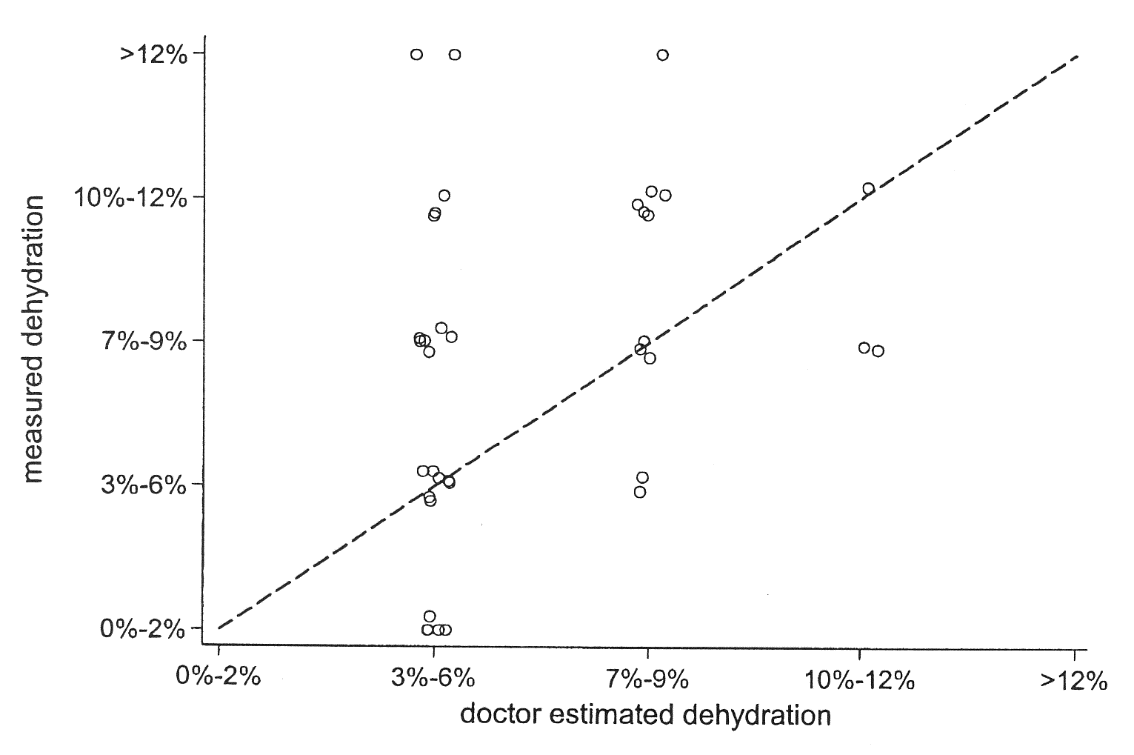 >12%
10%-12%
7%-9%
3%-6%
0%-2%
measured dehydration
0%-2% 3%-6% 7%-9% 10%-12% >12%
doctor estimated dehydration